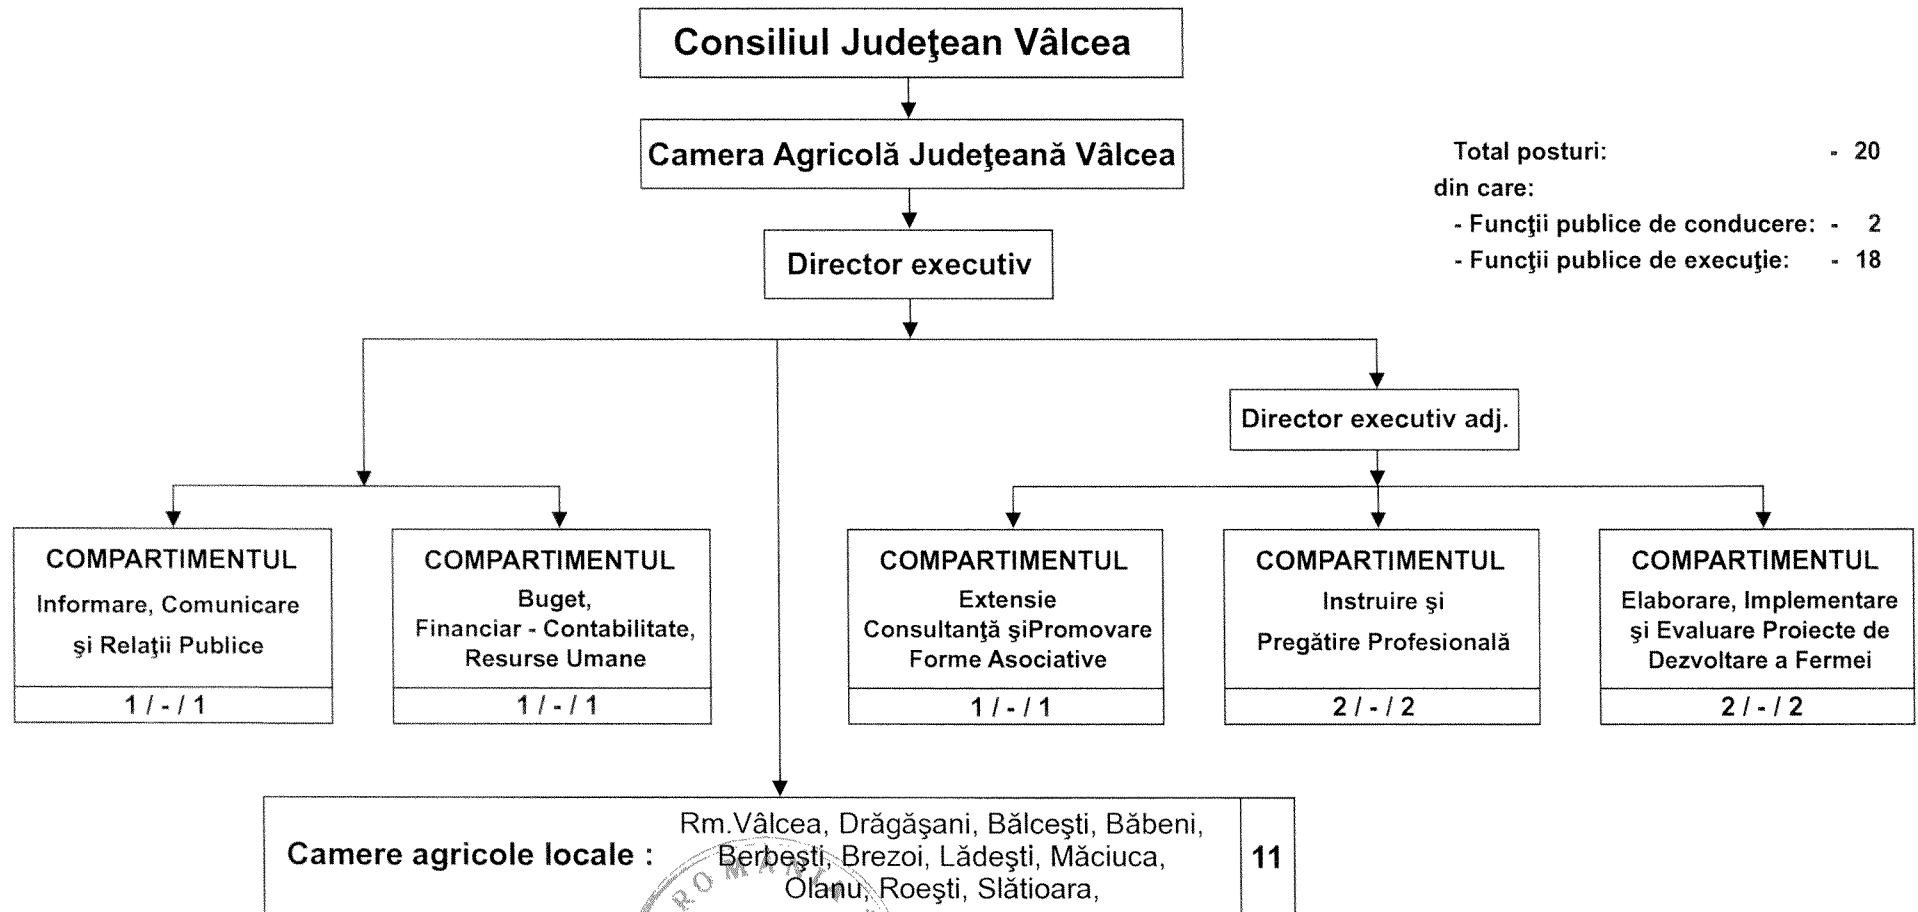 Consiliul Judeţean Vâlcea
Camera Agricolă Judeţeană Vâlcea
Total posturi: - 20
din care:
- Funcţii publice de conducere: - 2
- Funcţii publice de execuţie: - 18
Director executiv
Director executiv adj.
COMPARTIMENTUL
Informare, Comunicare
şi Relaţii Publice
1 / - / 1
COMPARTIMENTUL
Buget,
Financiar - Contabilitate,
Resurse Umane
1 / - / 1
COMPARTIMENTUL
Extensie
Consultanţă şiPromovare
Forme Asociative
1 / - / 1
COMPARTIMENTUL
Instruire şi
Pregătire Profesională
2 / - / 2
COMPARTIMENTUL
Elaborare, Implementare
şi Evaluare Proiecte de
Dezvoltare a Fermei
2 / - / 2
Camere agricole locale :
Rm.Vâlcea, Drăgăşani, Bălceşti, Băbeni,
Berbeşti, Brezoi, Lădeşti, Măciuca,
Olanu, Roeşti, Slătioara,
11
ROMANIA